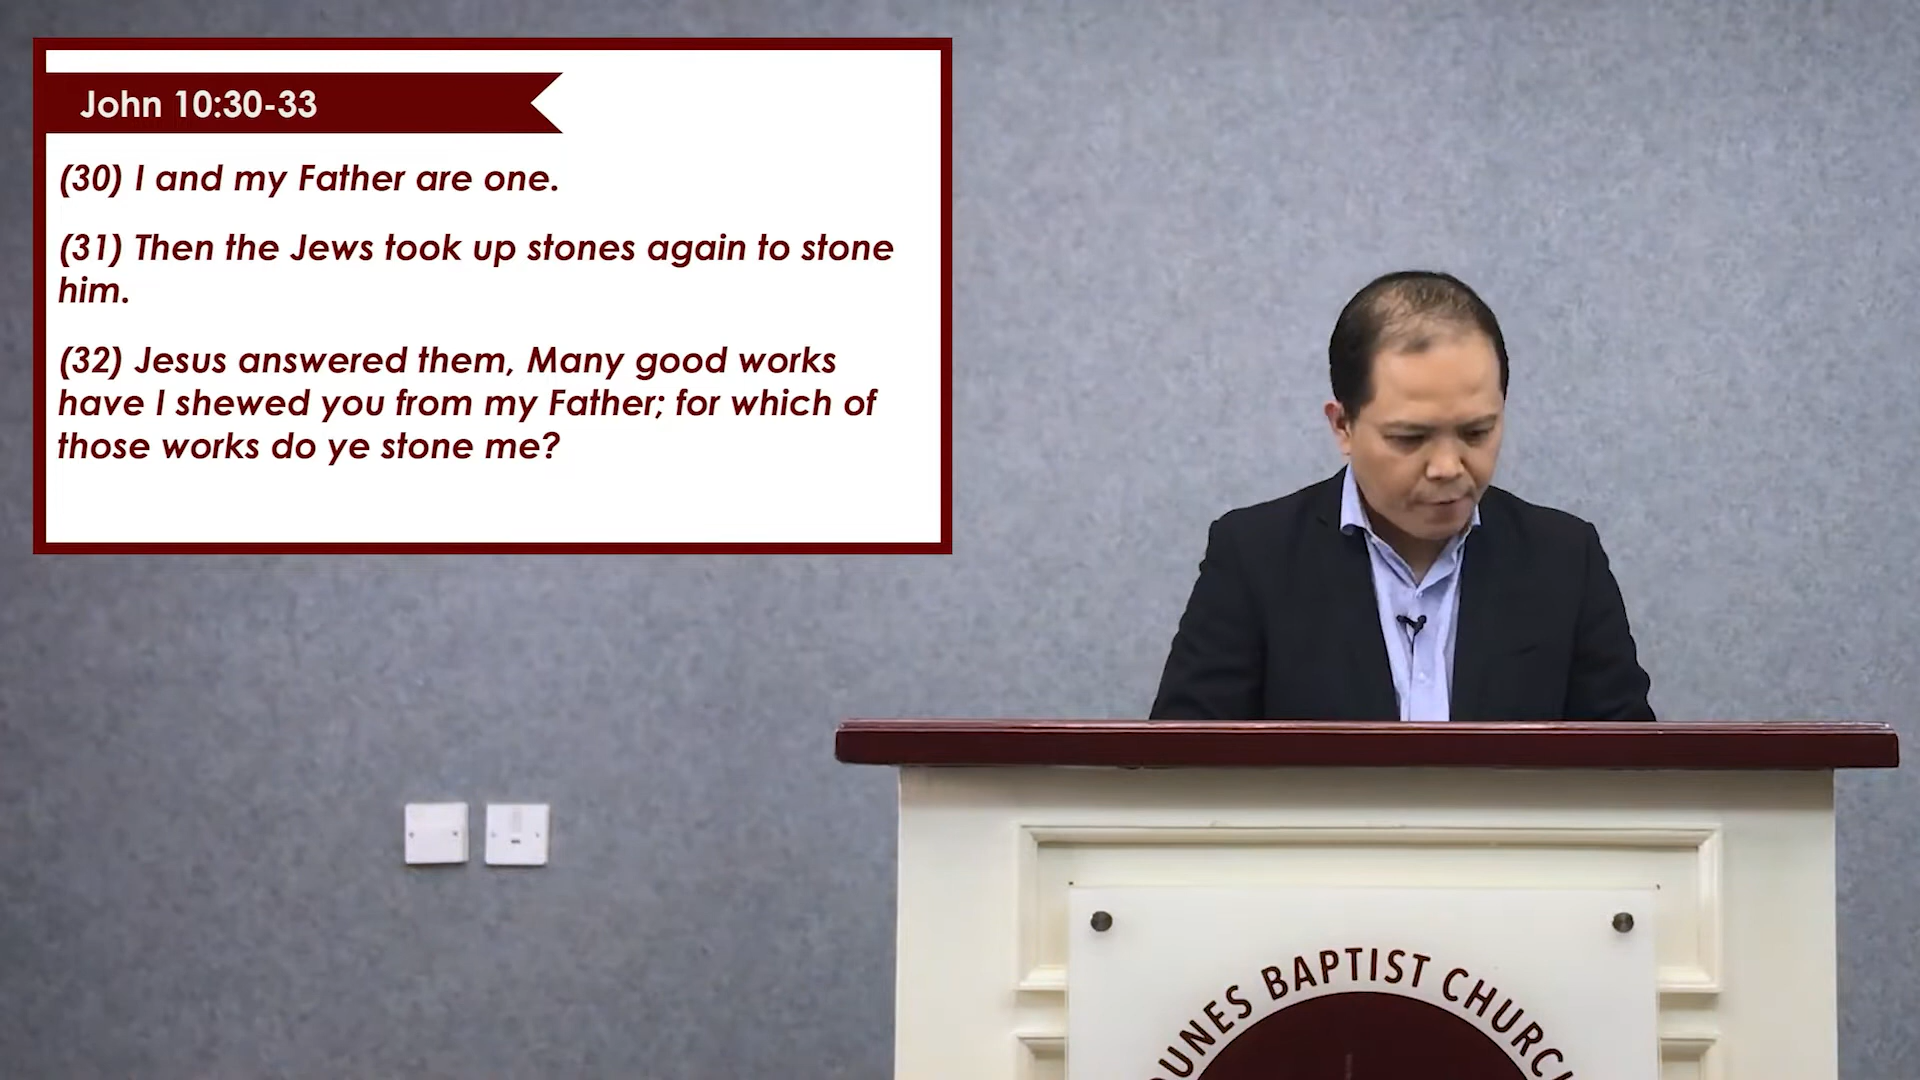 John 10:30-33
(30) I and my Father are one.
(31) Then the Jews took up stones again to stone
him.
(32) Jesus answered them, Many good works
have I shewed you from my Father; for which of
those works do ye stone me?
DUNES BAPTIST CHURCH